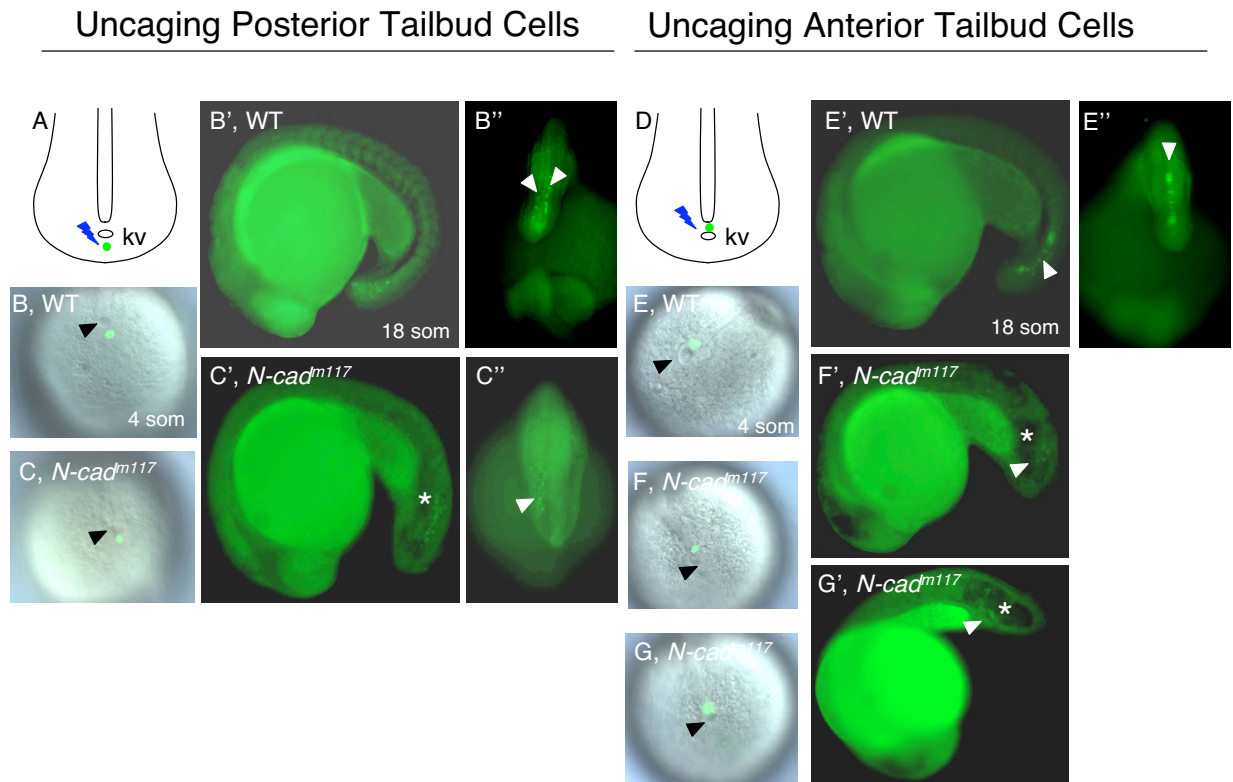 Uncaging Posterior Tailbud Cells
Uncaging Anterior Tailbud Cells
A
kv
B', WT
18 som
B''
B, WT
4 som
C', N-cadm117
*
C''
C, N-cadm117
D
kv
E', WT
18 som
E''
E, WT
4 som
F', N-cadm117
*
F, N-cadm117
G', N-cadm117
*
G, N-cadm117